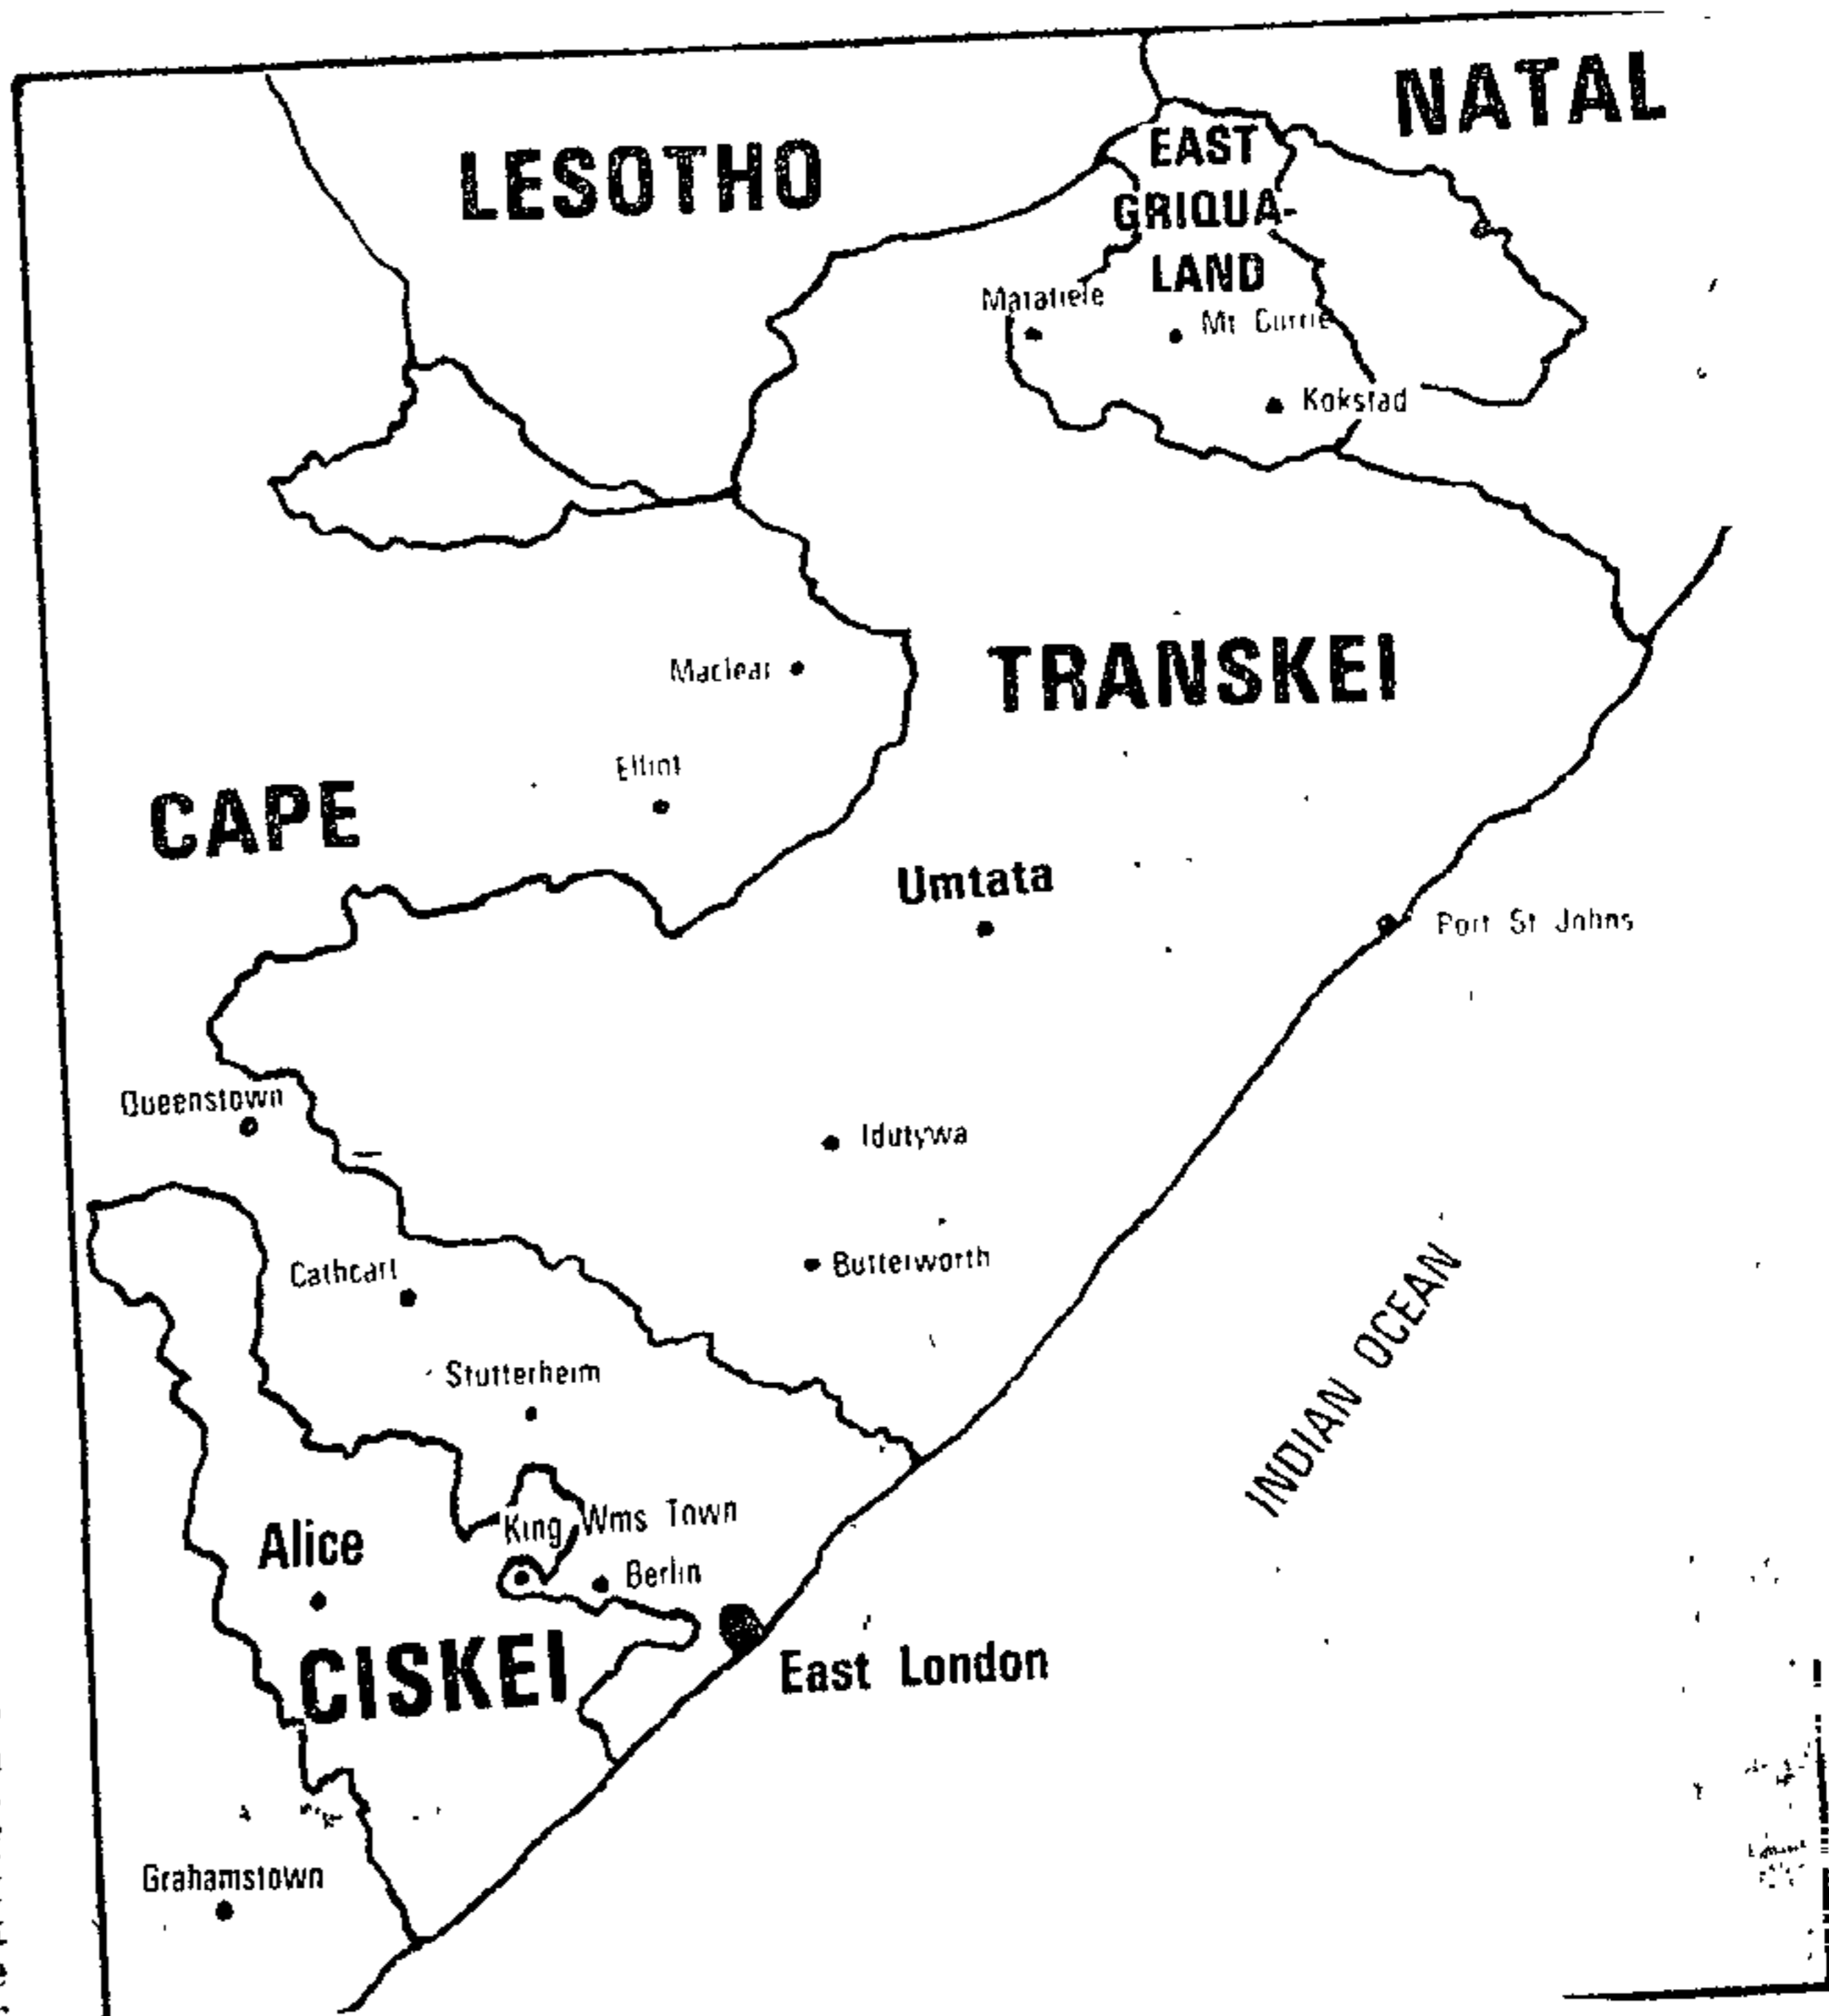 NATAL
LESOTHO
EAST
GRIQUA-
LAND
Matatiele
Mt Currie
Kokstad
Maclear
TRANSKEI
Elliot
CAPE
Umtata
Port St Johns
Queenstown
Idutywa
Butterworth
Cathcart
INDIAN OCEAN
Stutterheim
King Wms Town
Alice
Berlin
CISKEI
East London
Grahamstown